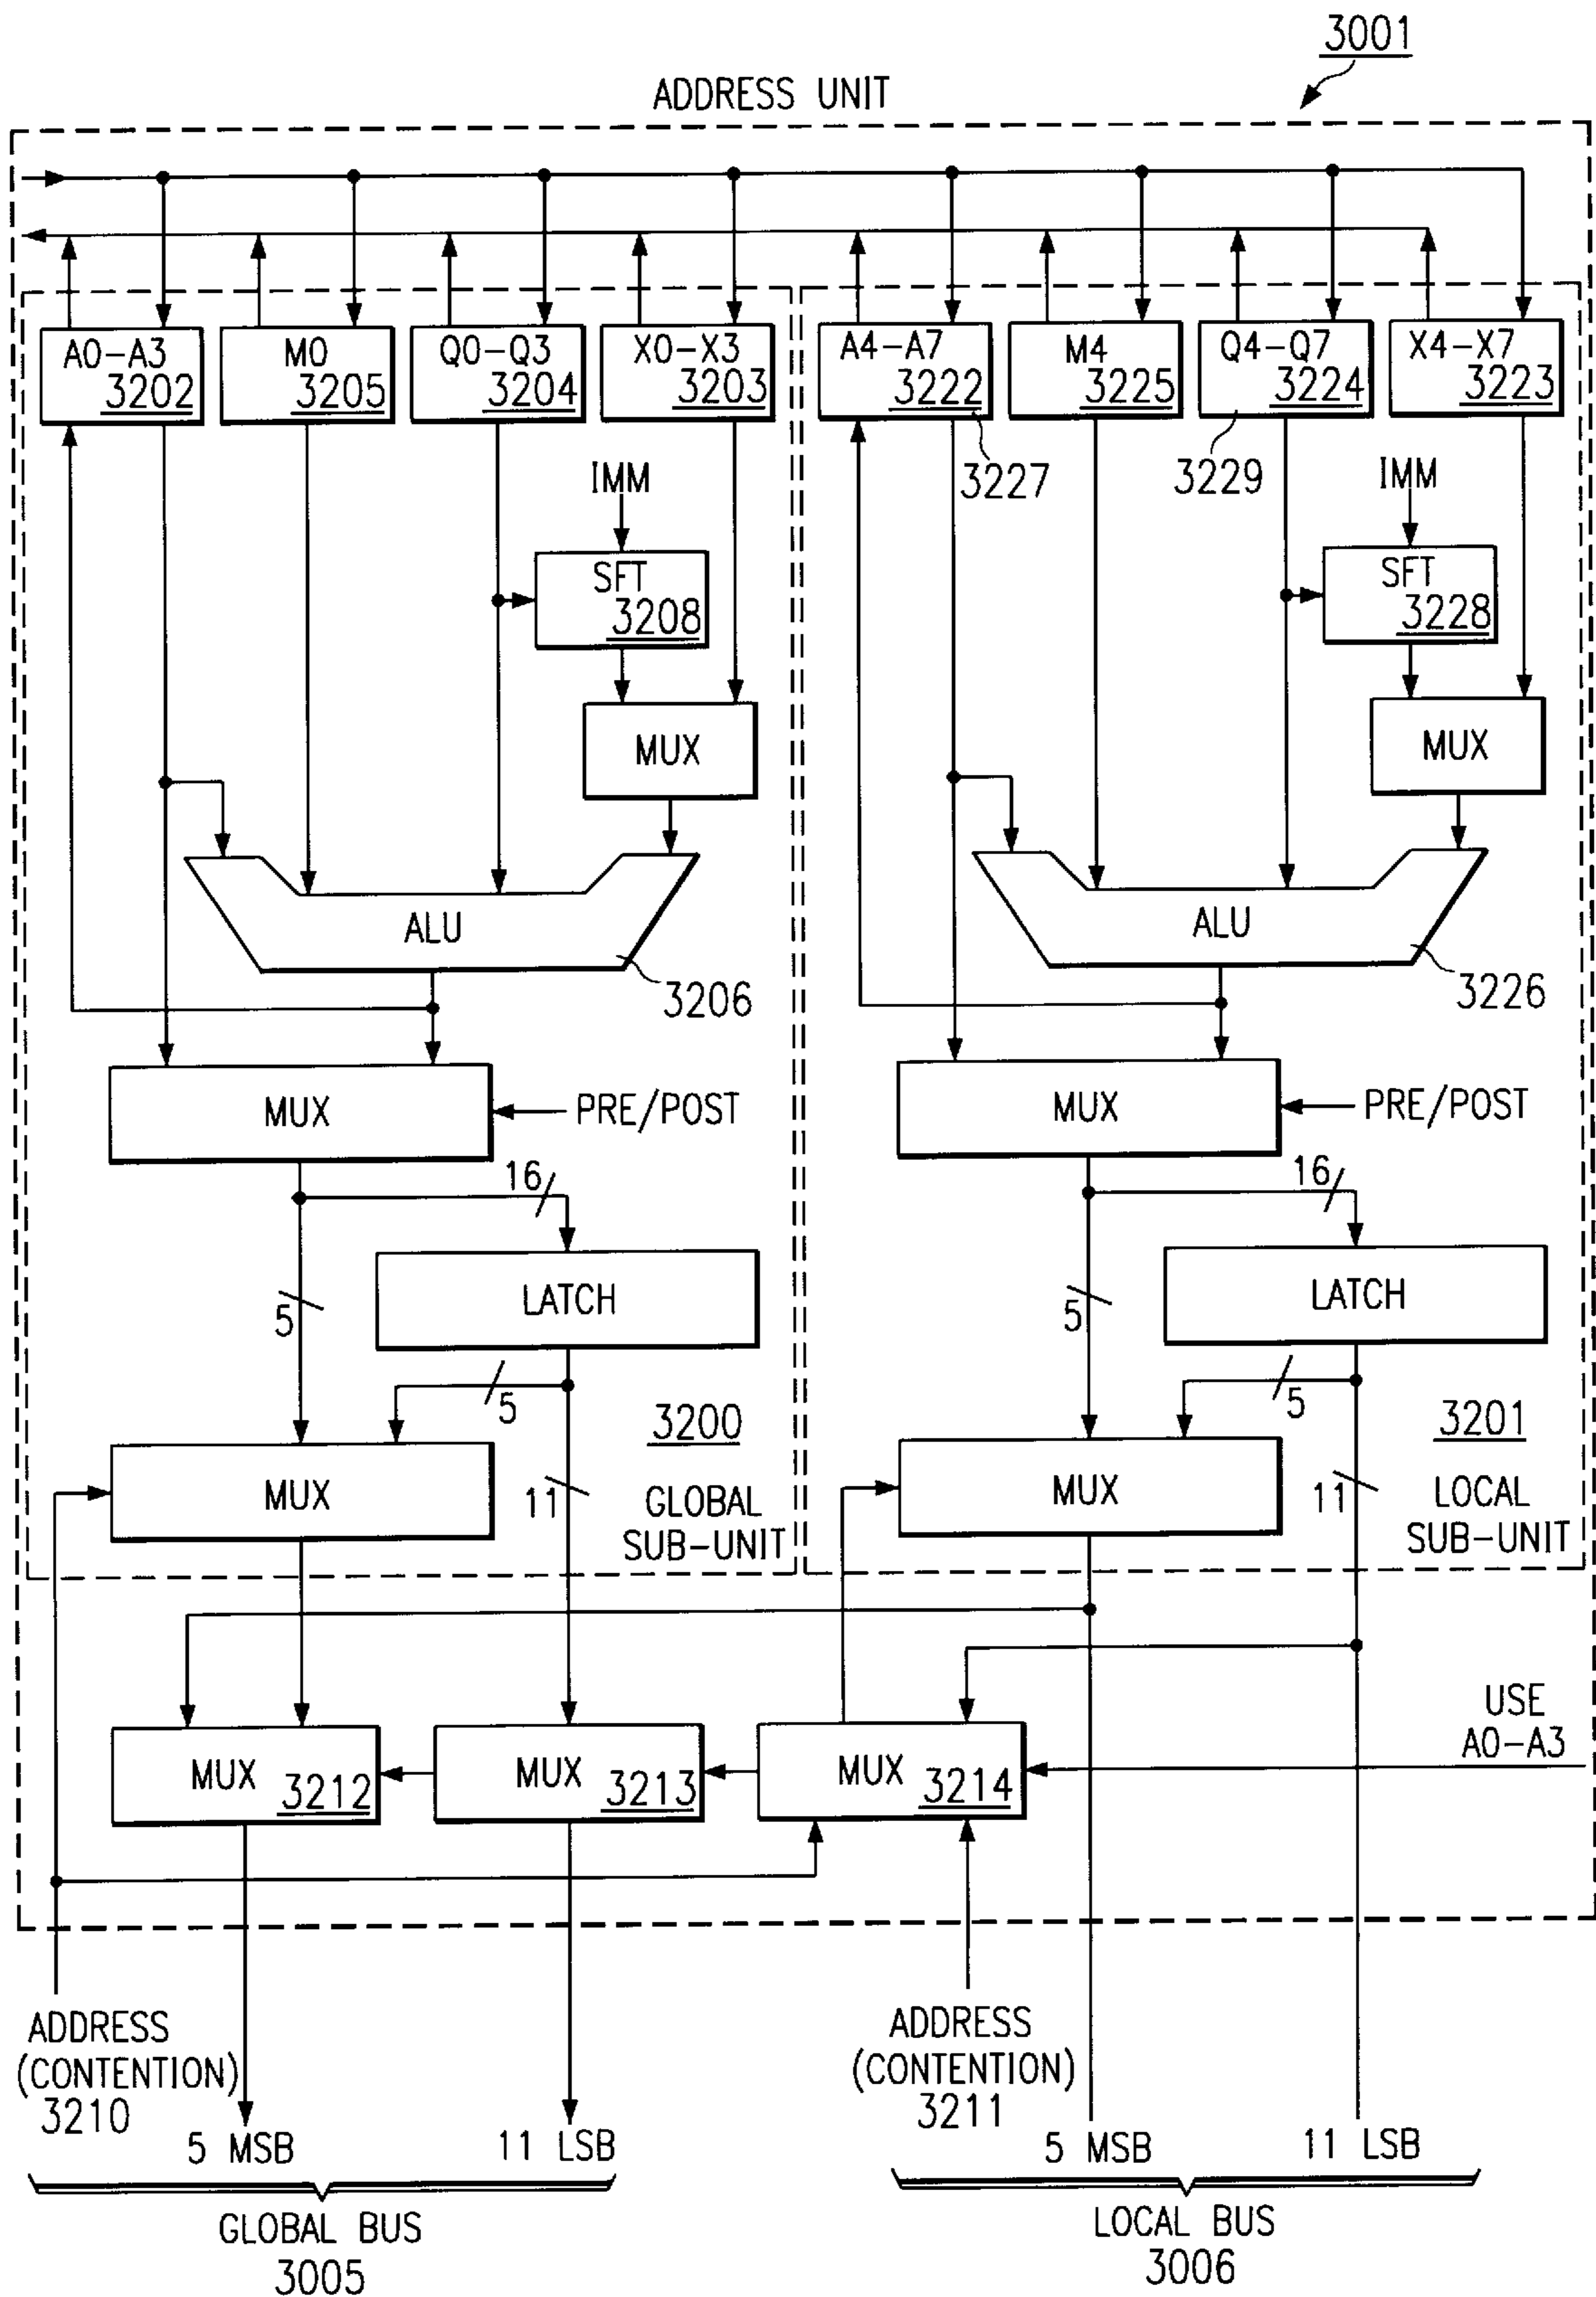 3001
ADDRESS UNIT
A0-A3
3202
M0
3205
Q0-Q3
3204
X0-X3
3203
A4-A7
3222
M4
3225
Q4-Q7
3224
X4-X7
3223
3227
3229
IMM
IMM
SFT
3208
SFT
3228
MUX
MUX
ALU
ALU
3206
3226
MUX
PRE/POST
MUX
PRE/POST
16
16
LATCH
LATCH
5
5
5
5
3200
3201
MUX
11
GLOBAL
SUB-UNIT
MUX
11
LOCAL
SUB-UNIT
USE
A0-A3
MUX
3212
MUX
3213
MUX
3214
ADDRESS
(CONTENTION)
3210
ADDRESS
(CONTENTION)
3211
5 MSB
11 LSB
5 MSB
11 LSB
GLOBAL BUS
3005
LOCAL BUS
3006